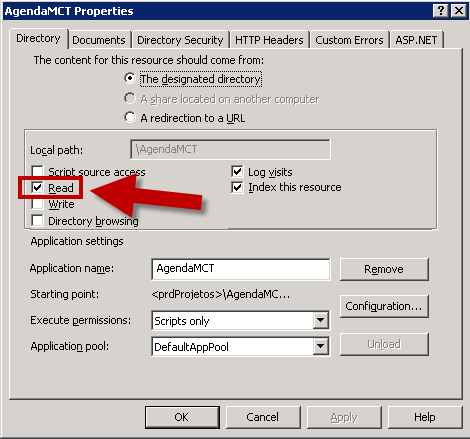 AgendaMCT Properties
Directory Documents Directory Security HTTP Headers Custom Errors ASP.NET
The content for this resource should come from:
The designated directory
A share located on another computer
A redirection to a URL
Local path: \AgendaMCT
Script source access Log visits
Read Index this resource
Write
Directory browsing
Application settings
Application name: AgendaMCT Remove
Starting point: <prdProjetos>\AgendaMC...
Configuration...
Execute permissions: Scripts only
Application pool: DefaultAppPool Unload
OK Cancel Apply Help